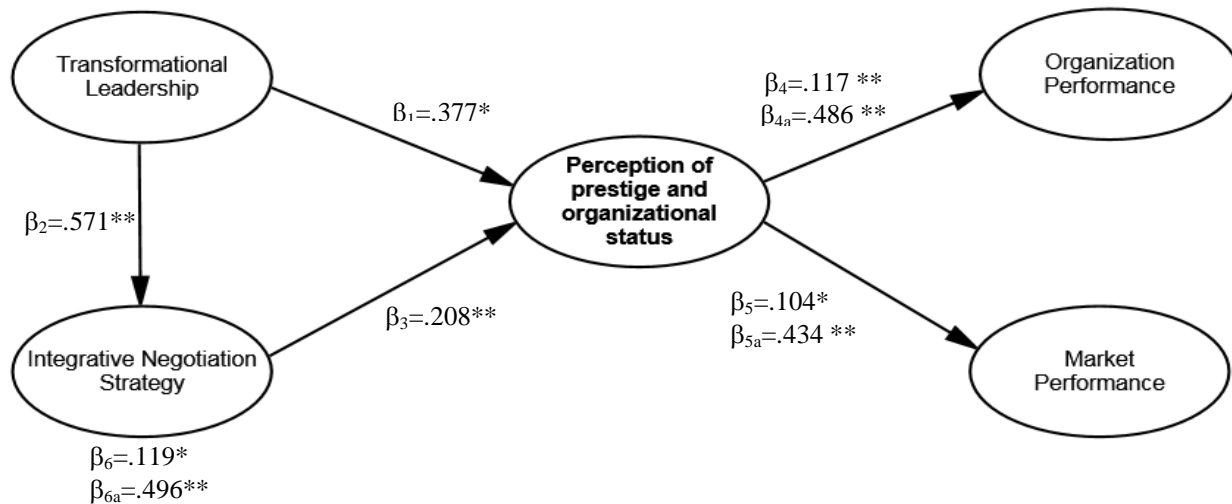 Transformational
Leadership
β₁=.377*
β₂=.571**
Integrative Negotiation
Strategy
β₆=.119*
β₆ₐ=.496**
β₃=.208**
Perception of
prestige and
organizational
status
β₄=.117 **
β₄ₐ=.486 **
Organization
Performance
β₅=.104*
β₅ₐ=.434 **
Market
Performance